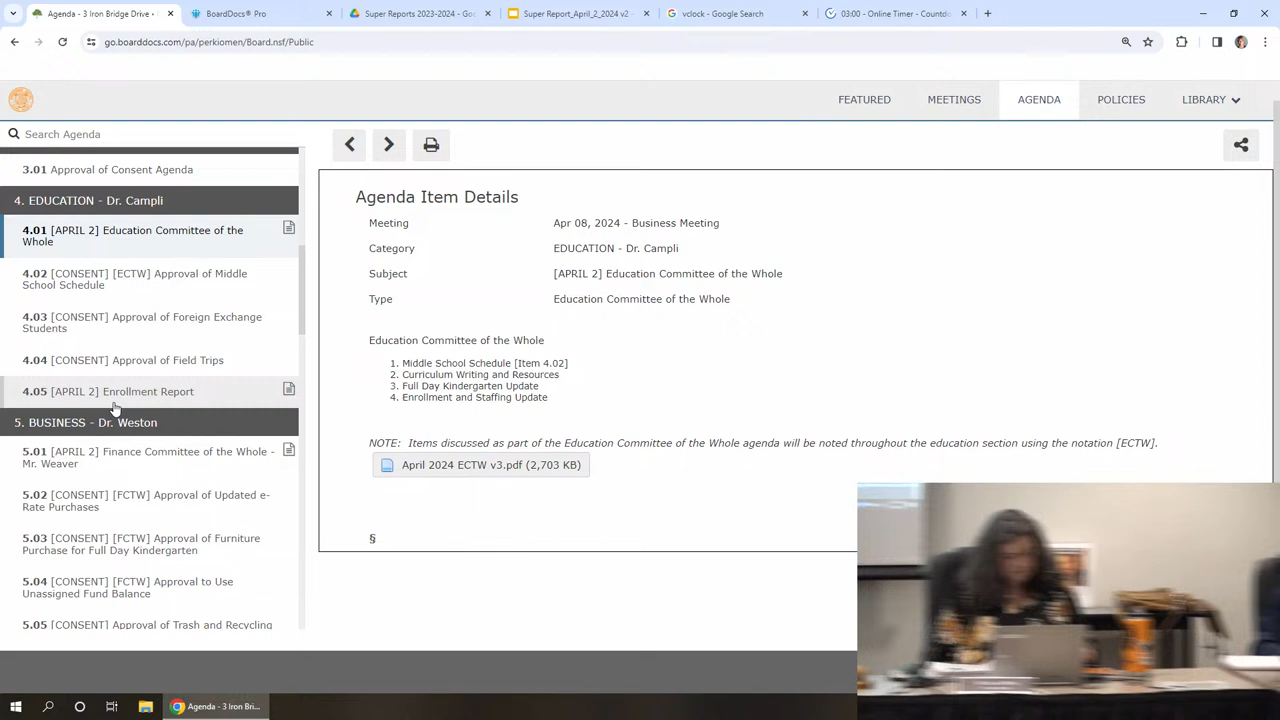 Agenda - 3 Iron Bridge Drive -
BoardDocs® Pro
Super Reports 2023-2024 - Go
Super Report_April_2_2024 v2
vclock - Google Search
03:00 - Online Timer - Countdo
go.boarddocs.com/pa/perkiomen/Board.nsf/Public
FEATURED
MEETINGS
AGENDA
POLICIES
LIBRARY
Search Agenda
3.01 Approval of Consent Agenda
4. EDUCATION - Dr. Campli
4.01 [APRIL 2] Education Committee of the
Whole
4.02 [CONSENT] [ECTW] Approval of Middle
School Schedule
4.03 [CONSENT] Approval of Foreign Exchange
Students
4.04 [CONSENT] Approval of Field Trips
4.05 [APRIL 2] Enrollment Report
5. BUSINESS - Dr. Weston
5.01 [APRIL 2] Finance Committee of the Whole -
Mr. Weaver
5.02 [CONSENT] [FCTW] Approval of Updated e-
Rate Purchases
5.03 [CONSENT] [FCTW] Approval of Furniture
Purchase for Full Day Kindergarten
5.04 [CONSENT] [FCTW] Approval to Use
Unassigned Fund Balance
5.05 [CONSENT] Approval of Trash and Recycling
Agenda Item Details
Meeting Apr 08, 2024 - Business Meeting
Category EDUCATION - Dr. Campli
Subject [APRIL 2] Education Committee of the Whole
Type Education Committee of the Whole
Education Committee of the Whole
1. Middle School Schedule [Item 4.02]
2. Curriculum Writing and Resources
3. Full Day Kindergarten Update
4. Enrollment and Staffing Update
NOTE: Items discussed as part of the Education Committee of the Whole agenda will be noted throughout the education section using the notation [ECTW].
April 2024 ECTW v3.pdf (2,703 KB)
§
Agenda - 3 Iron Bri...